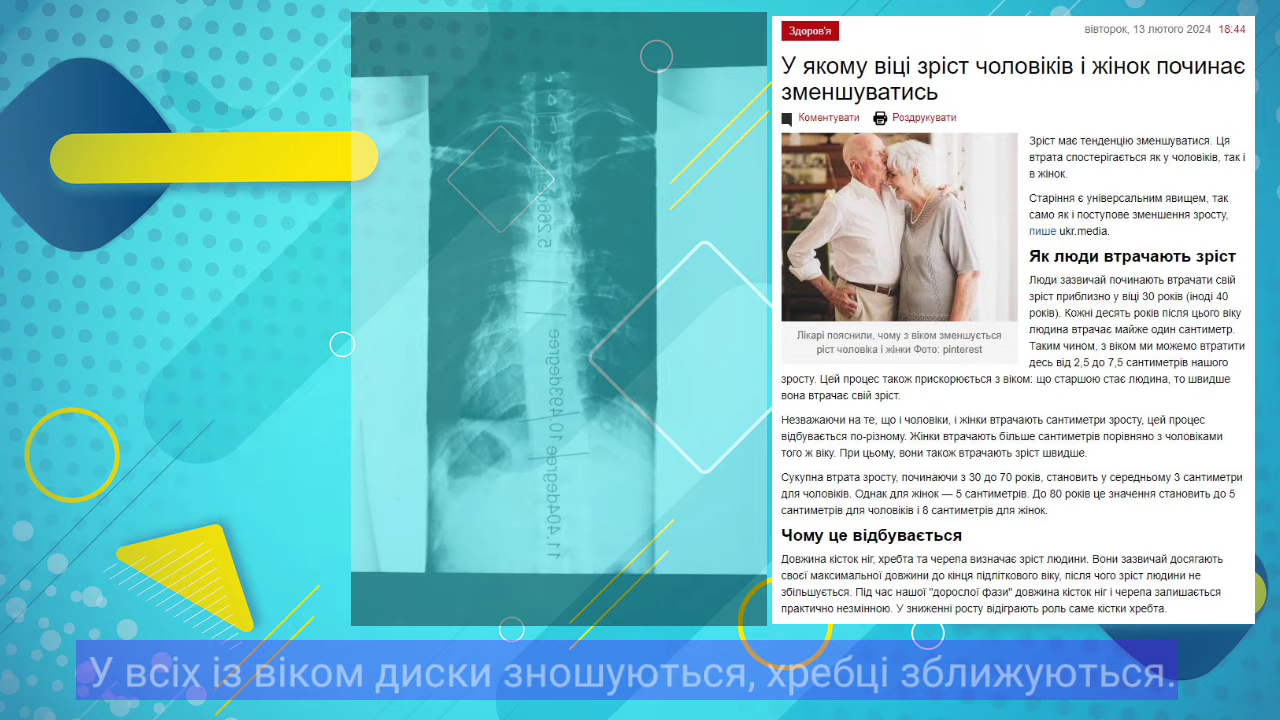 Здоров'я
вівторок, 13 лютого 2024 18:44
У якому віці зріст чоловіків і жінок починає
зменшуватись
Коментувати Роздрукувати
Зріст має тенденцію зменшуватися. Ця
втрата спостерігається як у чоловіків, так і
в жінок.
Старіння є універсальним явищем, так
само як і поступове зменшення зросту,
пише ukr.media.
Як люди втрачають зріст
Люди зазвичай починають втрачати свій
зріст приблизно у віці 30 років (іноді 40
років). Кожні десять років після цього віку
людина втрачає майже один сантиметр.
Таким чином, з віком ми можемо втратити
десь від 2,5 до 7,5 сантиметрів нашого
зросту. Цей процес також прискорюється з віком: що старшою стає людина, то швидше
вона втрачає свій зріст.
Лікарі пояснили, чому з віком зменшується
ріст чоловіка і жінки Фото: pinterest
Незважаючи на те, що і чоловіки, і жінки втрачають сантиметри зросту, цей процес
відбувається по-різному. Жінки втрачають більше сантиметрів порівняно з чоловіками
того ж віку. При цьому, вони також втрачають зріст швидше.
Сукупна втрата зросту, починаючи з 30 до 70 років, становить у середньому 3 сантиметри
для чоловіків. Однак для жінок — 5 сантиметрів. До 80 років це значення становить до 5
сантиметрів для чоловіків і 8 сантиметрів для жінок.
Чому це відбувається
Довжина кісток ніг, хребта та черепа визначає зріст людини. Вони зазвичай досягають
своєї максимальної довжини до кінця підліткового віку, після чого зріст людини не
збільшується. Під час нашої "дорослої фази" довжина кісток ніг і черепа залишається
практично незмінною. У зниженні росту відіграють роль саме кістки хребта.
У всіх із віком диски зношуються, хребці зближуються.